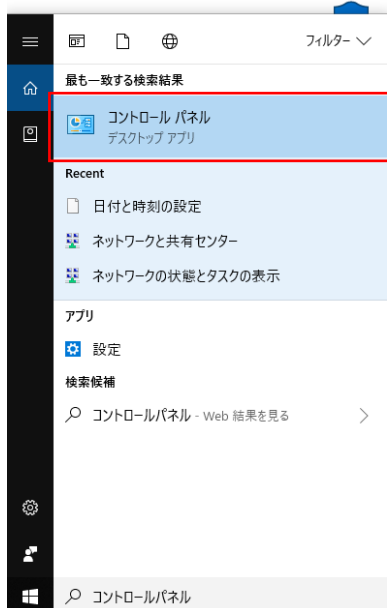 フィルター
最も一致する検索結果
コントロール パネル
デスクトップ アプリ
Recent
日付と時刻の設定
ネットワークと共有センター
ネットワークの状態とタスクの表示
アプリ
設定
検索候補
コントロールパネル - Web 結果を見る
コントロールパネル